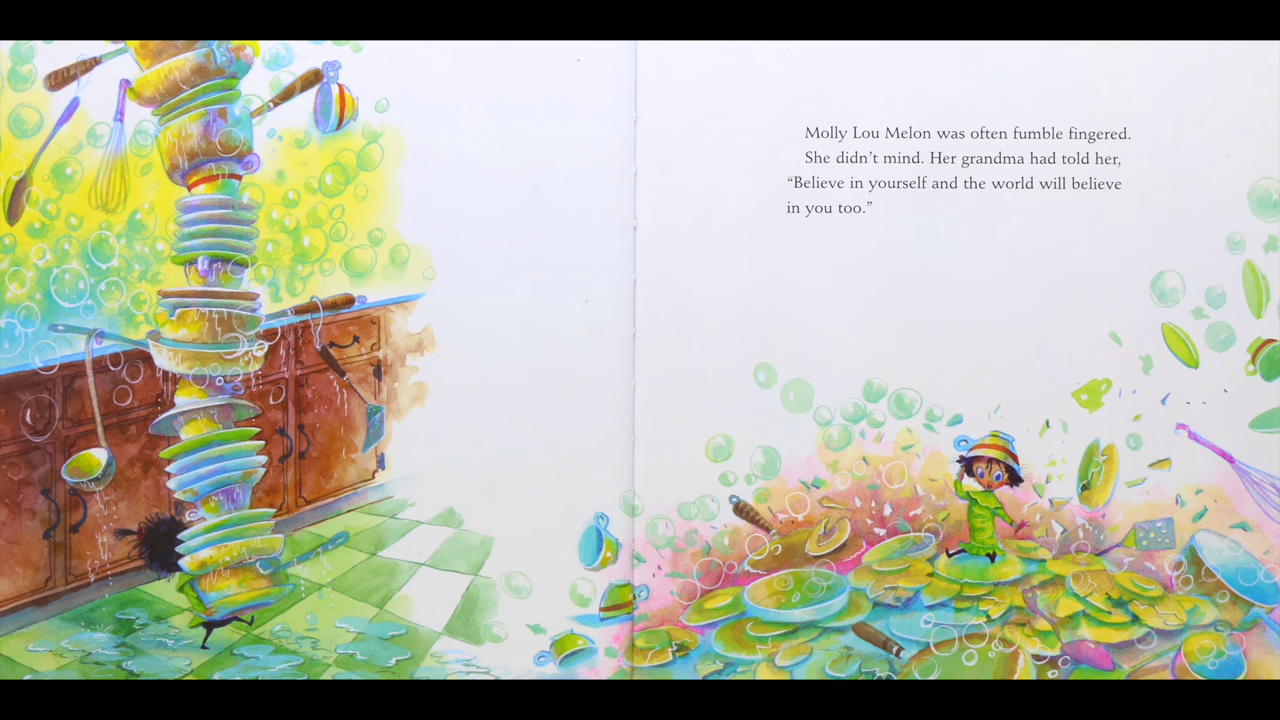 Molly Lou Melon was often fumble fingered.
She didn’t mind. Her grandma had told her,
“Believe in yourself and the world will believe
in you too.”